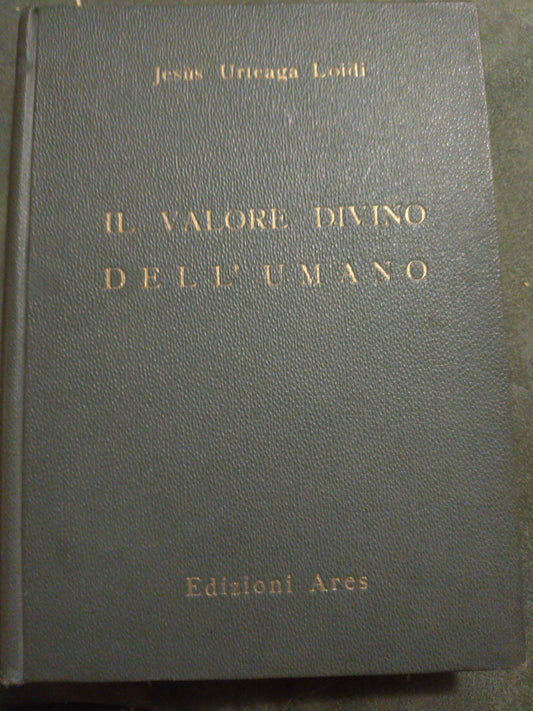 Jesús Urteaga Loidi
IL VALORE DIVINO
DELL' UMANO
Edizioni Ares